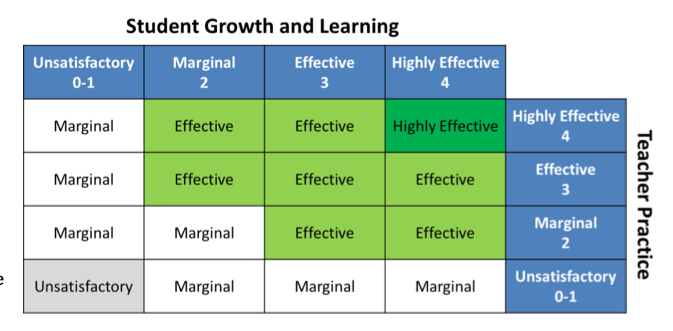 Student Growth and Learning
Unsatisfactory Marginal Effective Highly Effective
0-1 2 3 4
Marginal Effective Effective Highly Effective Highly Effective
4
Marginal Effective Effective Effective Effective
3
Marginal Marginal Effective Effective Marginal
2
Unsatisfactory Marginal Marginal Marginal Unsatisfactory
0-1
Teacher Practice
e